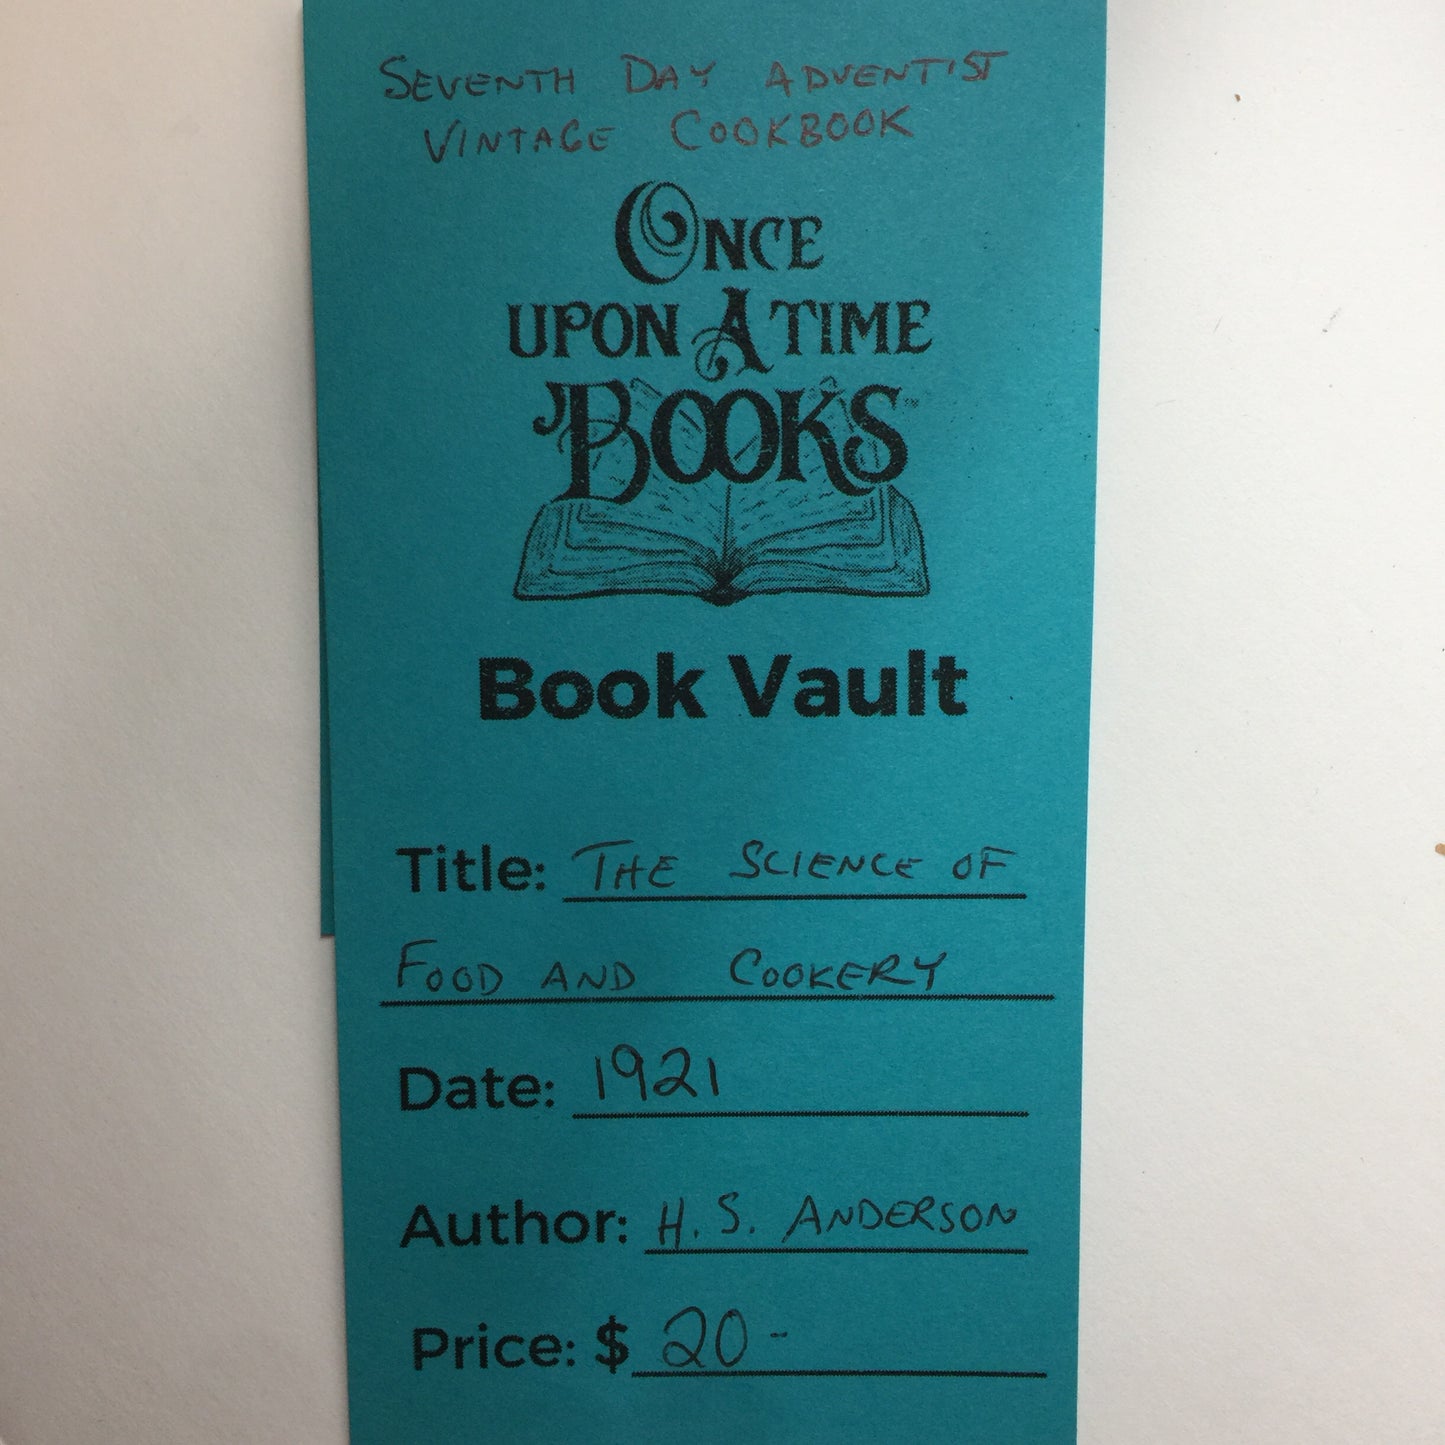 SEVENTH DAY ADVENTIST
VINTAGE COOKBOOK
ONCE
UPON A TIME
BOOKS
Book Vault
Title: THE SCIENCE OF
FOOD AND COOKERY
Date: 1921
Author: H. S. ANDERSON
Price: $ 20-